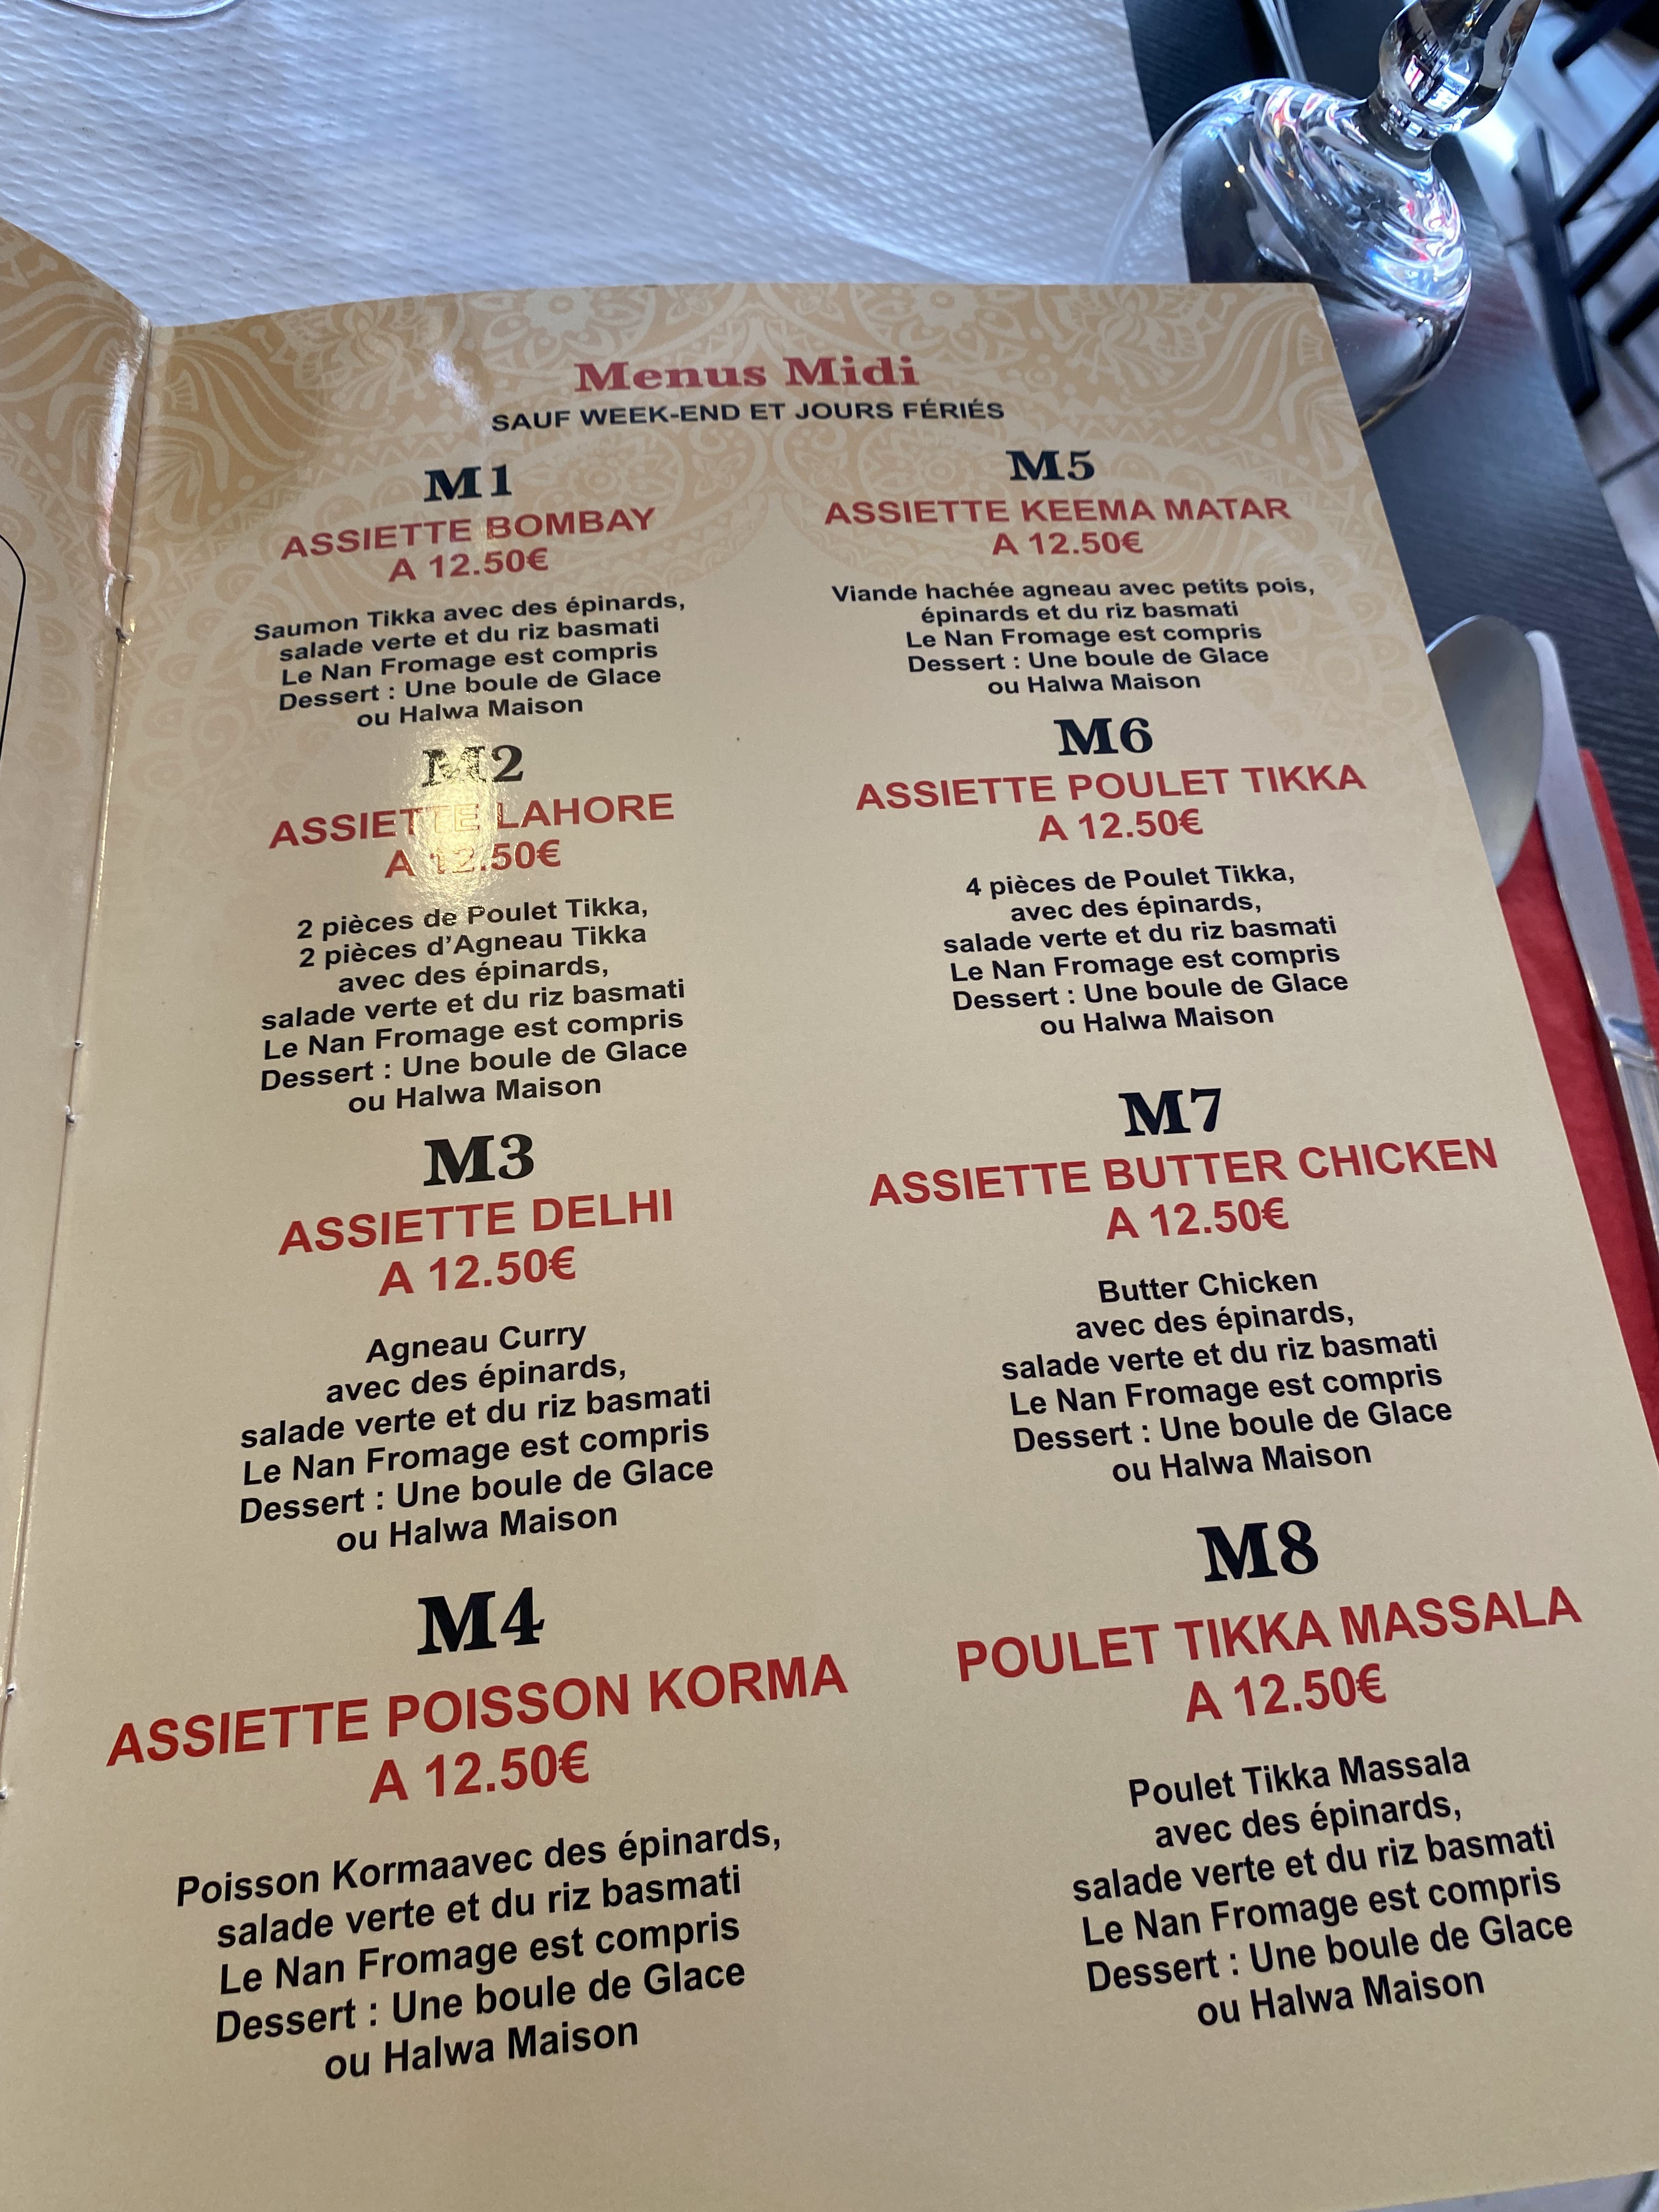 Menus Midi
SAUF WEEK-END ET JOURS FÉRIÉS
M1
ASSIETTE BOMBAY
A 12.50€
Saumon Tikka avec des épinards,
salade verte et du riz basmati
Le Nan Fromage est compris
Dessert : Une boule de Glace
ou Halwa Maison
M2
ASSIETTE LAHORE
A 12.50€
2 pièces de Poulet Tikka,
2 pièces d'Agneau Tikka
avec des épinards,
salade verte et du riz basmati
Le Nan Fromage est compris
Dessert : Une boule de Glace
ou Halwa Maison
M3
ASSIETTE DELHI
A 12.50€
Agneau Curry
avec des épinards,
salade verte et du riz basmati
Le Nan Fromage est compris
Dessert : Une boule de Glace
ou Halwa Maison
M4
ASSIETTE POISSON KORMA
A 12.50€
Poisson Kormaavec des épinards,
salade verte et du riz basmati
Le Nan Fromage est compris
Dessert : Une boule de Glace
ou Halwa Maison
M5
ASSIETTE KEEMA MATAR
A 12.50€
Viande hachée agneau avec petits pois,
épinards et du riz basmati
Le Nan Fromage est compris
Dessert : Une boule de Glace
ou Halwa Maison
M6
ASSIETTE POULET TIKKA
A 12.50€
4 pièces de Poulet Tikka,
avec des épinards,
salade verte et du riz basmati
Le Nan Fromage est compris
Dessert : Une boule de Glace
ou Halwa Maison
M7
ASSIETTE BUTTER CHICKEN
A 12.50€
Butter Chicken
avec des épinards,
salade verte et du riz basmati
Le Nan Fromage est compris
Dessert : Une boule de Glace
ou Halwa Maison
M8
POULET TIKKA MASSALA
A 12.50€
Poulet Tikka Massala
avec des épinards,
salade verte et du riz basmati
Le Nan Fromage est compris
Dessert : Une boule de Glace
ou Halwa Maison